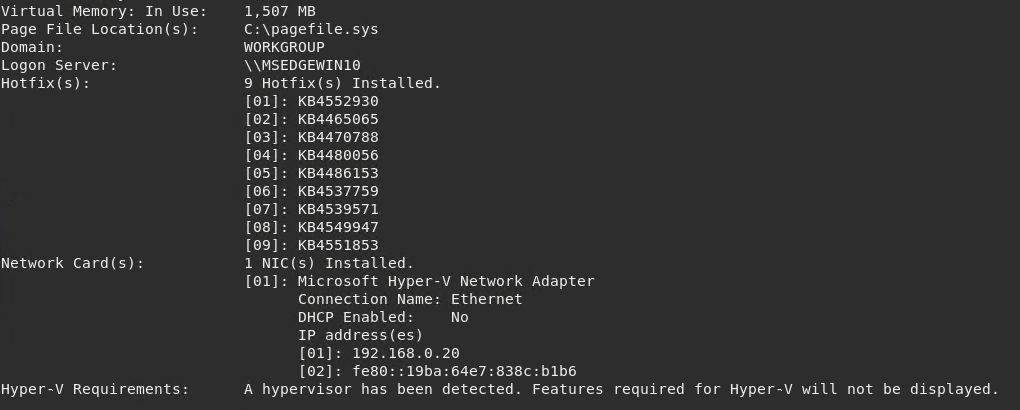 Virtual Memory: In Use:    1,507 MB
Page File Location(s):     C:\pagefile.sys
Domain:                    WORKGROUP
Logon Server:              \\MSEDGEWIN10
Hotfix(s):                 9 Hotfix(s) Installed.
                           [01]: KB4552930
                           [02]: KB4465065
                           [03]: KB4470788
                           [04]: KB4480056
                           [05]: KB4486153
                           [06]: KB4537759
                           [07]: KB4539571
                           [08]: KB4549947
                           [09]: KB4551853
Network Card(s):           1 NIC(s) Installed.
                           [01]: Microsoft Hyper-V Network Adapter
                                 Connection Name: Ethernet
                                 DHCP Enabled:    No
                                 IP address(es)
                                 [01]: 192.168.0.20
                                 [02]: fe80::19ba:64e7:838c:b1b6
Hyper-V Requirements:      A hypervisor has been detected. Features required for Hyper-V will not be displayed.